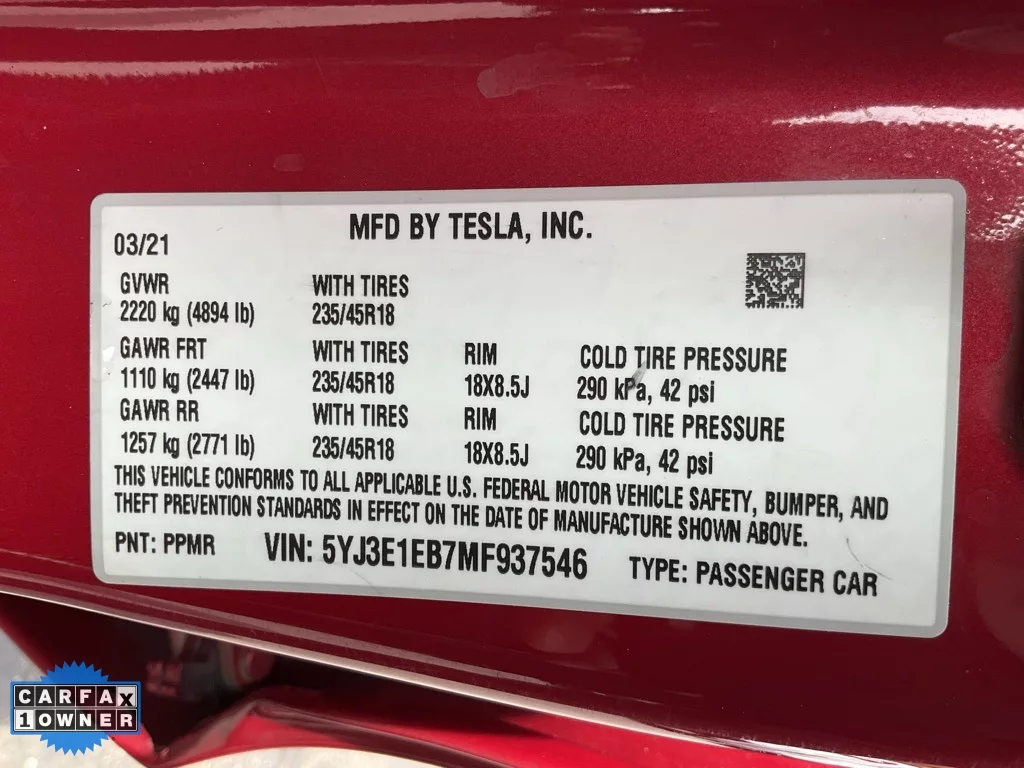 MFD BY TESLA, INC.
03/21
GVWR WITH TIRES
2220 kg (4894 lb) 235/45R18
GAWR FRT WITH TIRES RIM COLD TIRE PRESSURE
1110 kg (2447 lb) 235/45R18 18X8.5J 290 kPa, 42 psi
GAWR RR WITH TIRES RIM COLD TIRE PRESSURE
1257 kg (2771 lb) 235/45R18 18X8.5J 290 kPa, 42 psi
THIS VEHICLE CONFORMS TO ALL APPLICABLE U.S. FEDERAL MOTOR VEHICLE SAFETY, BUMPER, AND
THEFT PREVENTION STANDARDS IN EFFECT ON THE DATE OF MANUFACTURE SHOWN ABOVE.
PNT: PPMR VIN: 5YJ3E1EB7MF937546 TYPE: PASSENGER CAR
CARFAX
1 OWNER